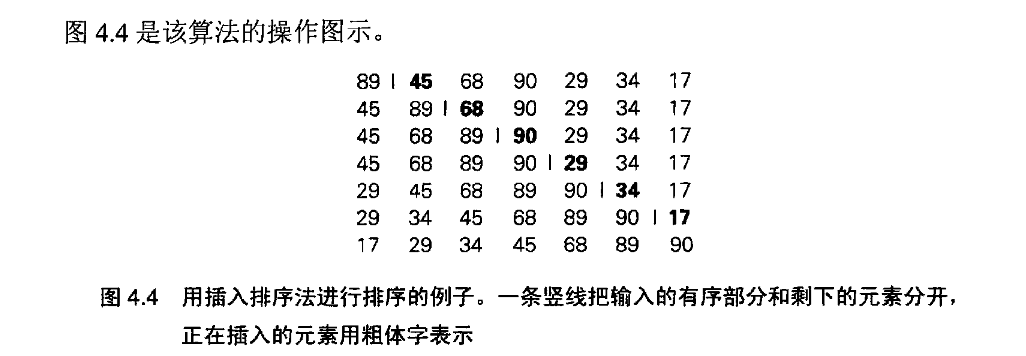 图 4.4 是该算法的操作图示。
89 | 45 68 90 29 34 17
45 89 | 68 90 29 34 17
45 68 89 | 90 29 34 17
45 68 89 90 | 29 34 17
29 45 68 89 90 | 34 17
29 34 45 68 89 90 | 17
17 29 34 45 68 89 90
图 4.4 用插入排序法进行排序的例子。一条竖线把输入的有序部分和剩下的元素分开，
正在插入的元素用粗体字表示